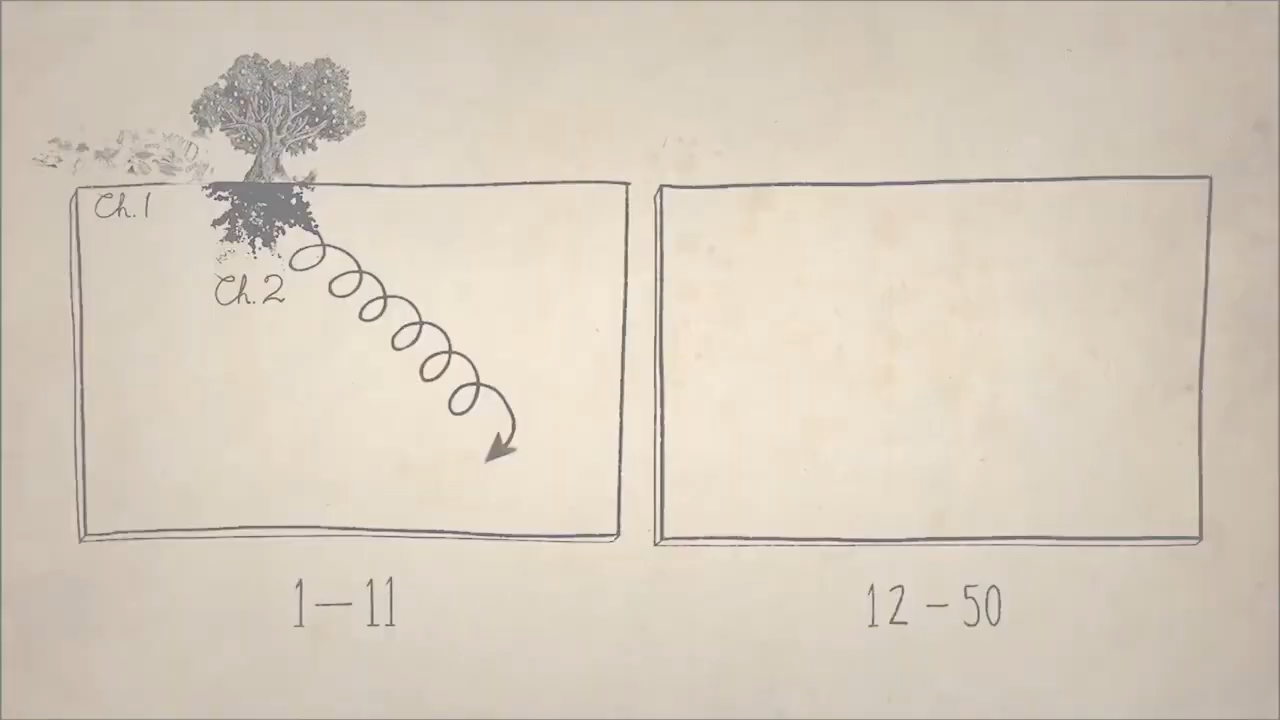 Ch. 1
Ch. 2
1 – 11
12 – 50